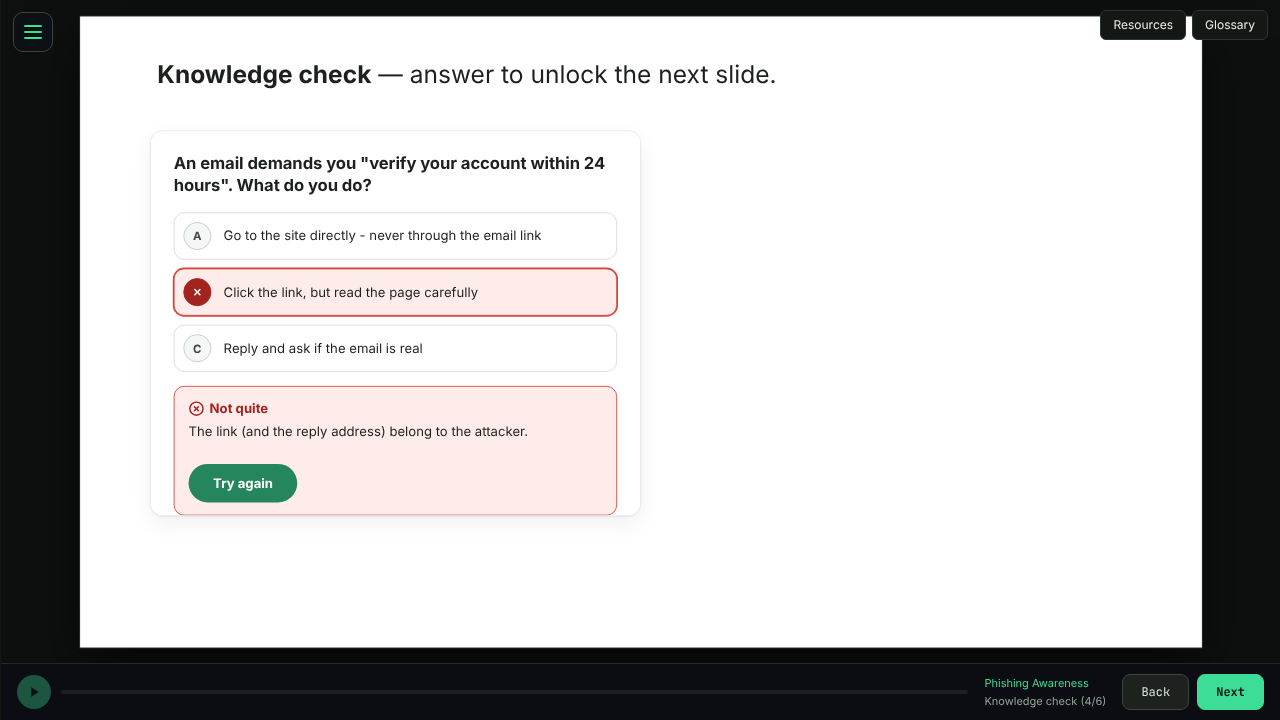 Resources
Glossary
Knowledge check — answer to unlock the next slide.
An email demands you "verify your account within 24
hours". What do you do?
A
Go to the site directly - never through the email link
Click the link, but read the page carefully
C
Reply and ask if the email is real
Not quite
The link (and the reply address) belong to the attacker.
Try again
Phishing Awareness
Knowledge check (4/6)
Back
Next